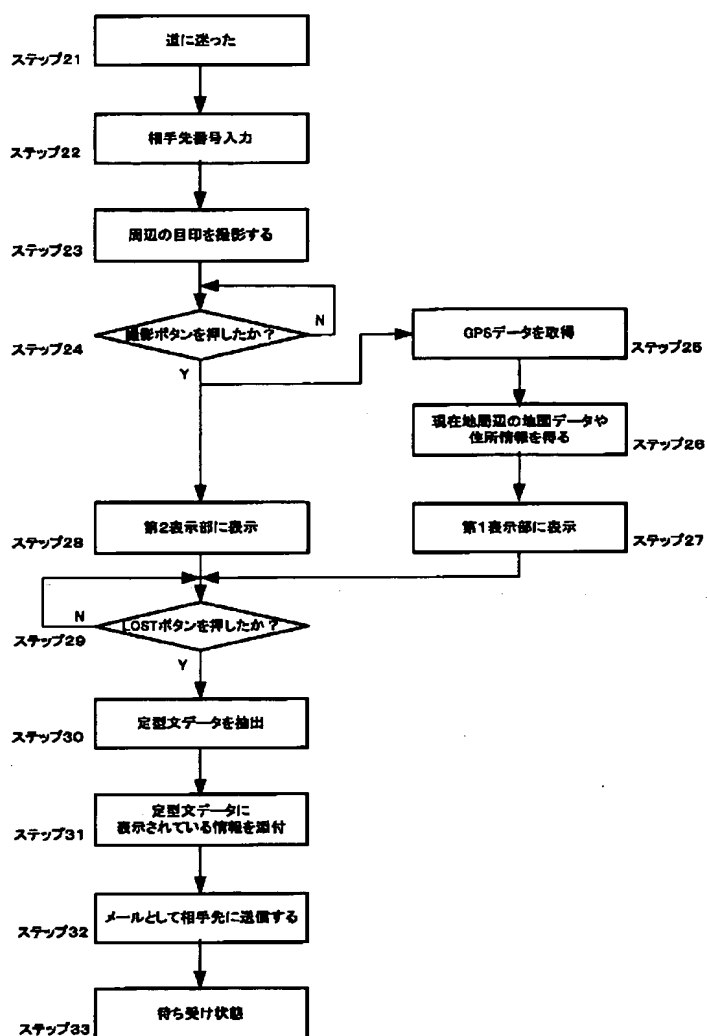 道に迷った
ステップ21
相手先番号入力
ステップ22
周辺の目印を撮影する
ステップ23
撮影ボタンを押したか？
N
ステップ24
Y
GPSデータを取得
ステップ25
現在地周辺の地図データや
住所情報を得る
ステップ26
第2表示部に表示
ステップ28
第1表示部に表示
ステップ27
N
LOSTボタンを押したか？
ステップ29
Y
定型文データを抽出
ステップ30
定型文データに
表示されている情報を添付
ステップ31
メールとして相手先に送信する
ステップ32
待ち受け状態
ステップ33